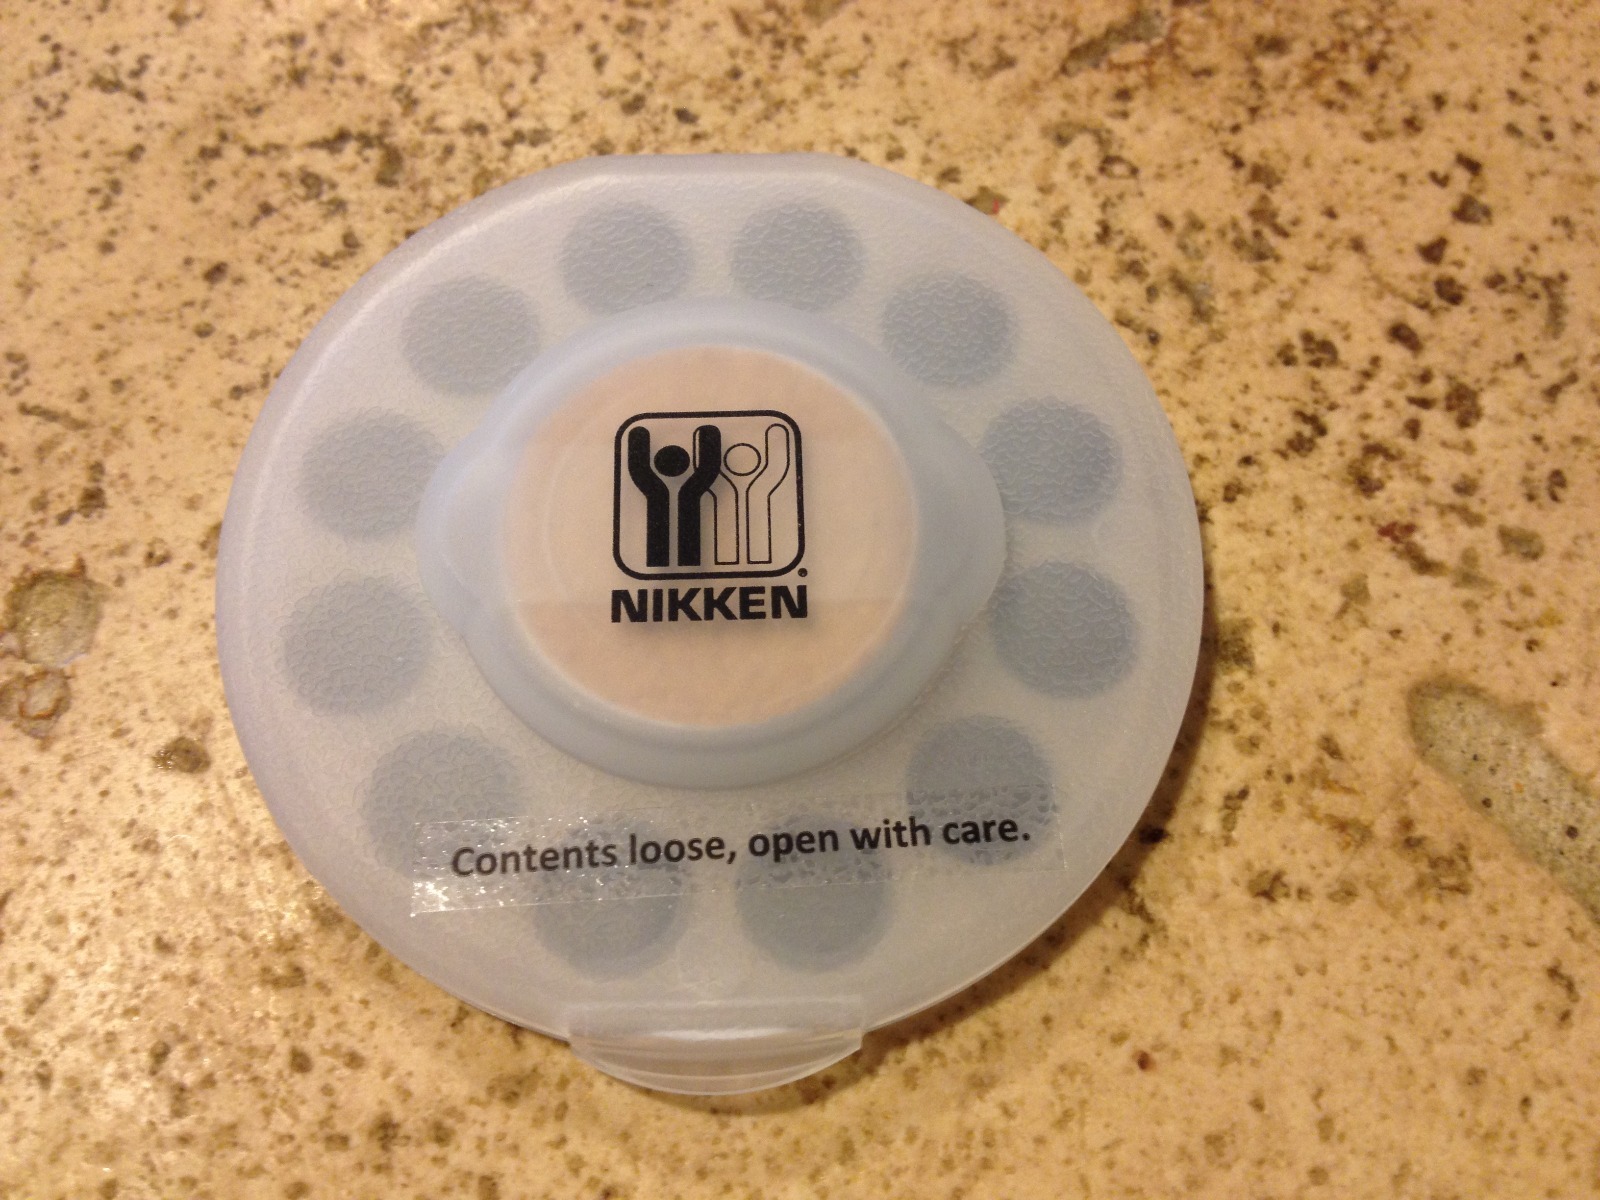 NIKKEN
Contents loose, open with care.